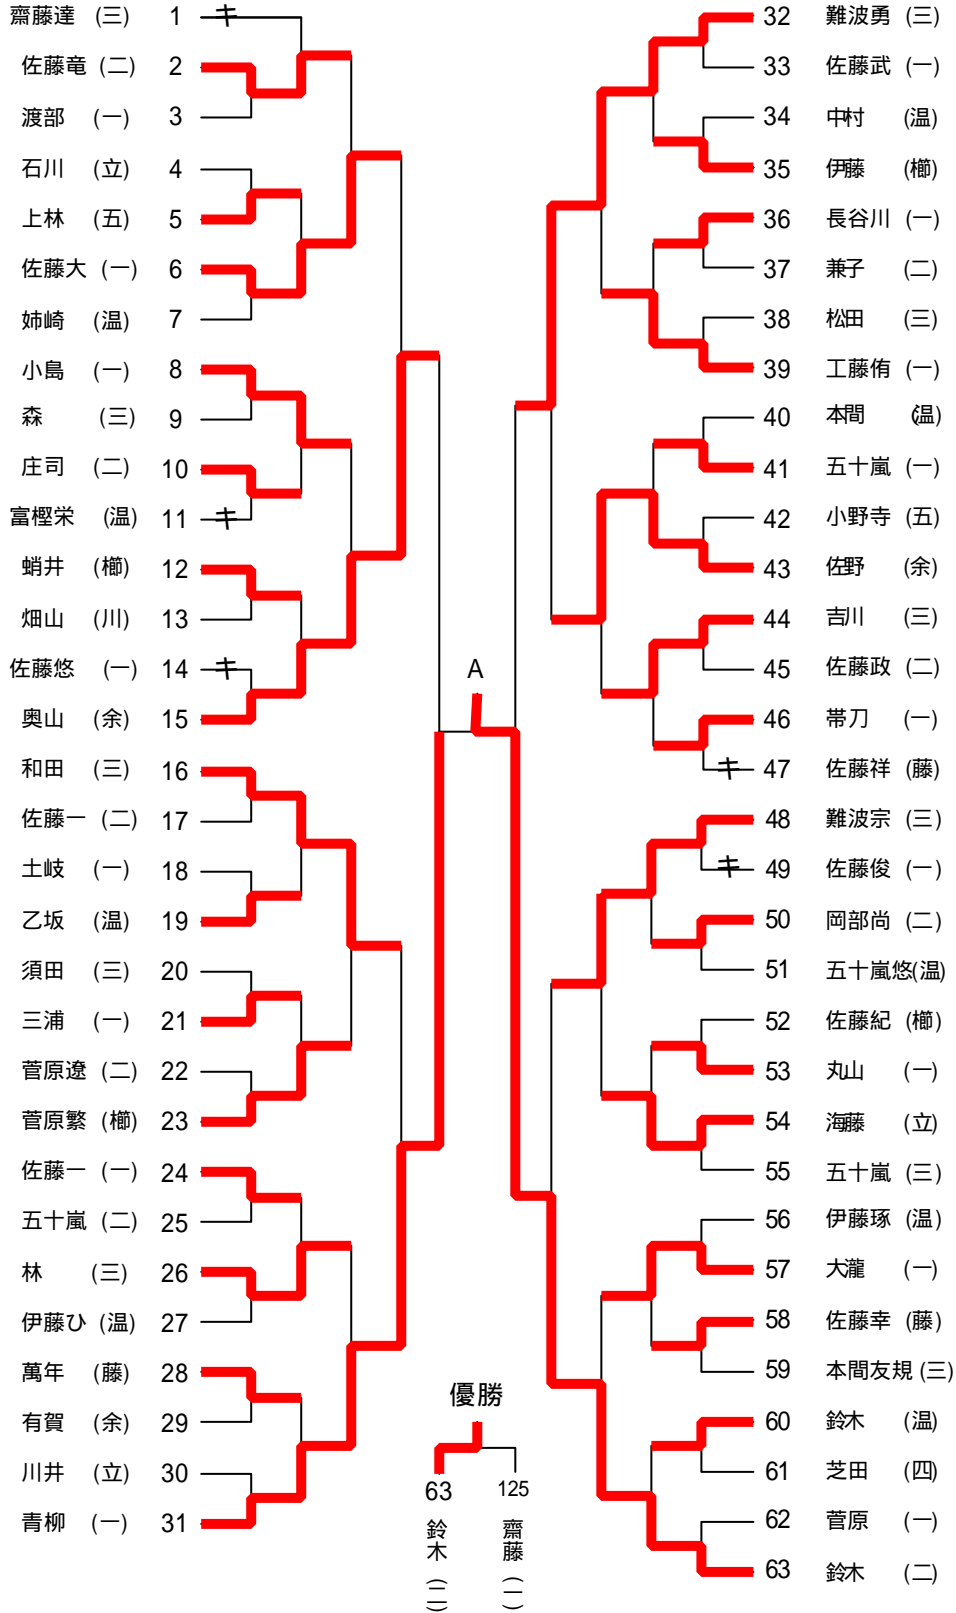 齋藤達 (三) 1 キ
佐藤竜 (二) 2
渡部 (一) 3
石川 (立) 4
上林 (五) 5
佐藤大 (一) 6
姉崎 (温) 7
小島 (一) 8
森 (三) 9
庄司 (二) 10
富樫栄 (温) 11 キ
蛸井 (櫛) 12
畑山 (川) 13
佐藤悠 (一) 14 キ
奥山 (余) 15
和田 (三) 16
佐藤一 (二) 17
土岐 (一) 18
乙坂 (温) 19
須田 (三) 20
三浦 (一) 21
菅原遼 (二) 22
菅原繁 (櫛) 23
佐藤一 (一) 24
五十嵐 (二) 25
林 (三) 26
伊藤ひ (温) 27
萬年 (藤) 28
有賀 (余) 29
川井 (立) 30
青柳 (一) 31
A
優勝
63 125
鈴木 (二)
齋藤 (一)
32 難波勇 (三)
33 佐藤武 (一)
34 中村 (温)
35 伊藤 (櫛)
36 長谷川 (一)
37 兼子 (二)
38 松田 (三)
39 工藤侑 (一)
40 本間 (温)
41 五十嵐 (一)
42 小野寺 (五)
43 佐野 (余)
44 吉川 (三)
45 佐藤政 (二)
46 帯刀 (一)
キ 47 佐藤祥 (藤)
48 難波宗 (三)
キ 49 佐藤俊 (一)
50 岡部尚 (二)
51 五十嵐悠(温)
52 佐藤紀 (櫛)
53 丸山 (一)
54 海藤 (立)
55 五十嵐 (三)
56 伊藤琢 (温)
57 大瀧 (一)
58 佐藤幸 (藤)
59 本間友規 (三)
60 鈴木 (温)
61 芝田 (四)
62 菅原 (一)
63 鈴木 (二)